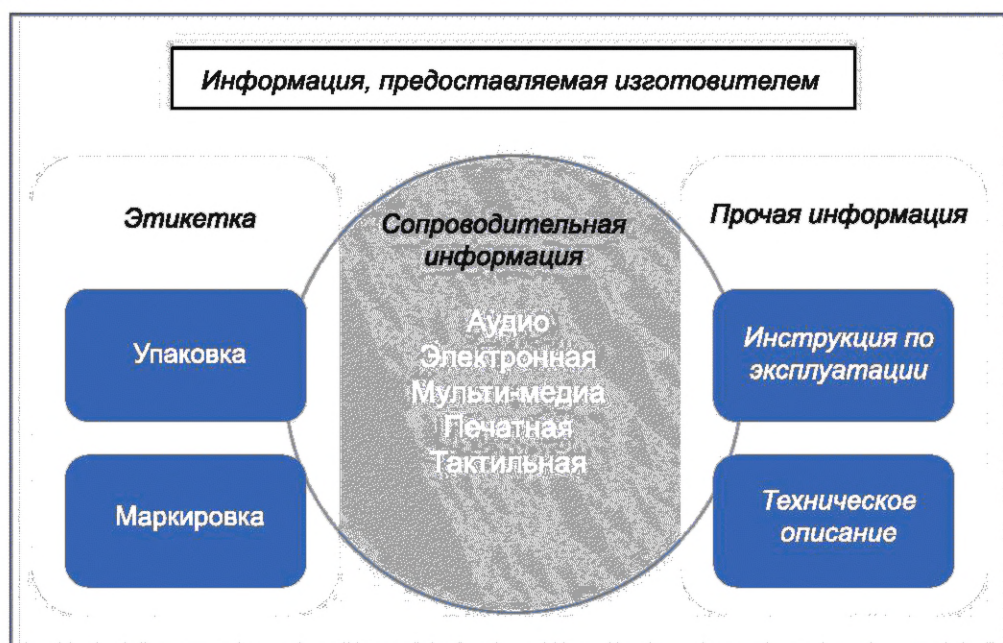 Информация, предоставляемая изготовителем
Этикетка
Упаковка
Маркировка
Сопроводительная
информация
Аудио
Электронная
Мульти-медиа
Печатная
Тактильная
Прочая информация
Инструкция по
эксплуатации
Техническое
описание